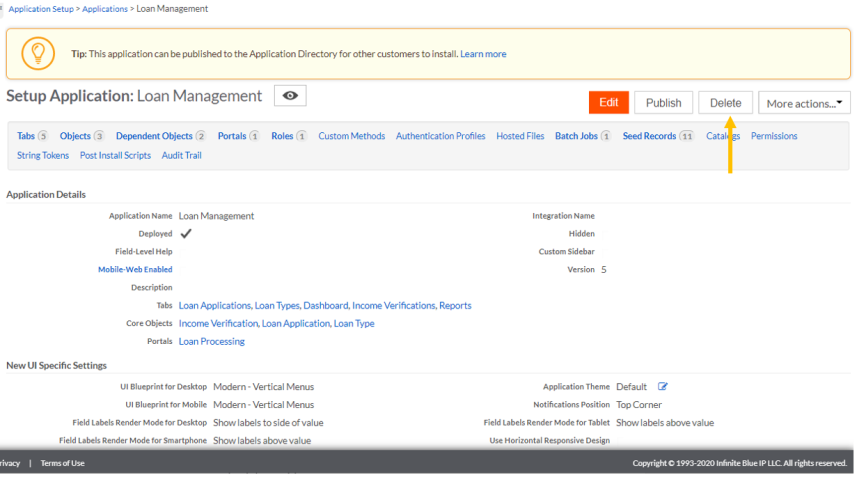 Application Setup > Applications > Loan Management
Tip: This application can be published to the Application Directory for other customers to install. Learn more
Setup Application: Loan Management
Edit Publish Delete More actions...
Tabs 5 Objects 3 Dependent Objects 2 Portals 1 Roles 1 Custom Methods Authentication Profiles Hosted Files Batch Jobs 1 Seed Records 11 Catalogs Permissions
String Tokens Post Install Scripts Audit Trail
Application Details
Application Name Loan Management Integration Name
Deployed Hidden
Field-Level Help Custom Sidebar
Mobile-Web Enabled Version 5
Description
Tabs Loan Applications, Loan Types, Dashboard, Income Verifications, Reports
Core Objects Income Verification, Loan Application, Loan Type
Portals Loan Processing
New UI Specific Settings
UI Blueprint for Desktop Modern - Vertical Menus Application Theme Default
UI Blueprint for Mobile Modern - Vertical Menus Notifications Position Top Corner
Field Labels Render Mode for Desktop Show labels to side of value Field Labels Render Mode for Tablet Show labels above value
Field Labels Render Mode for Smartphone Show labels above value Use Horizontal Responsive Design
rivacy | Terms of Use Copyright © 1993-2020 Infinite Blue IP LLC. All rights reserved.